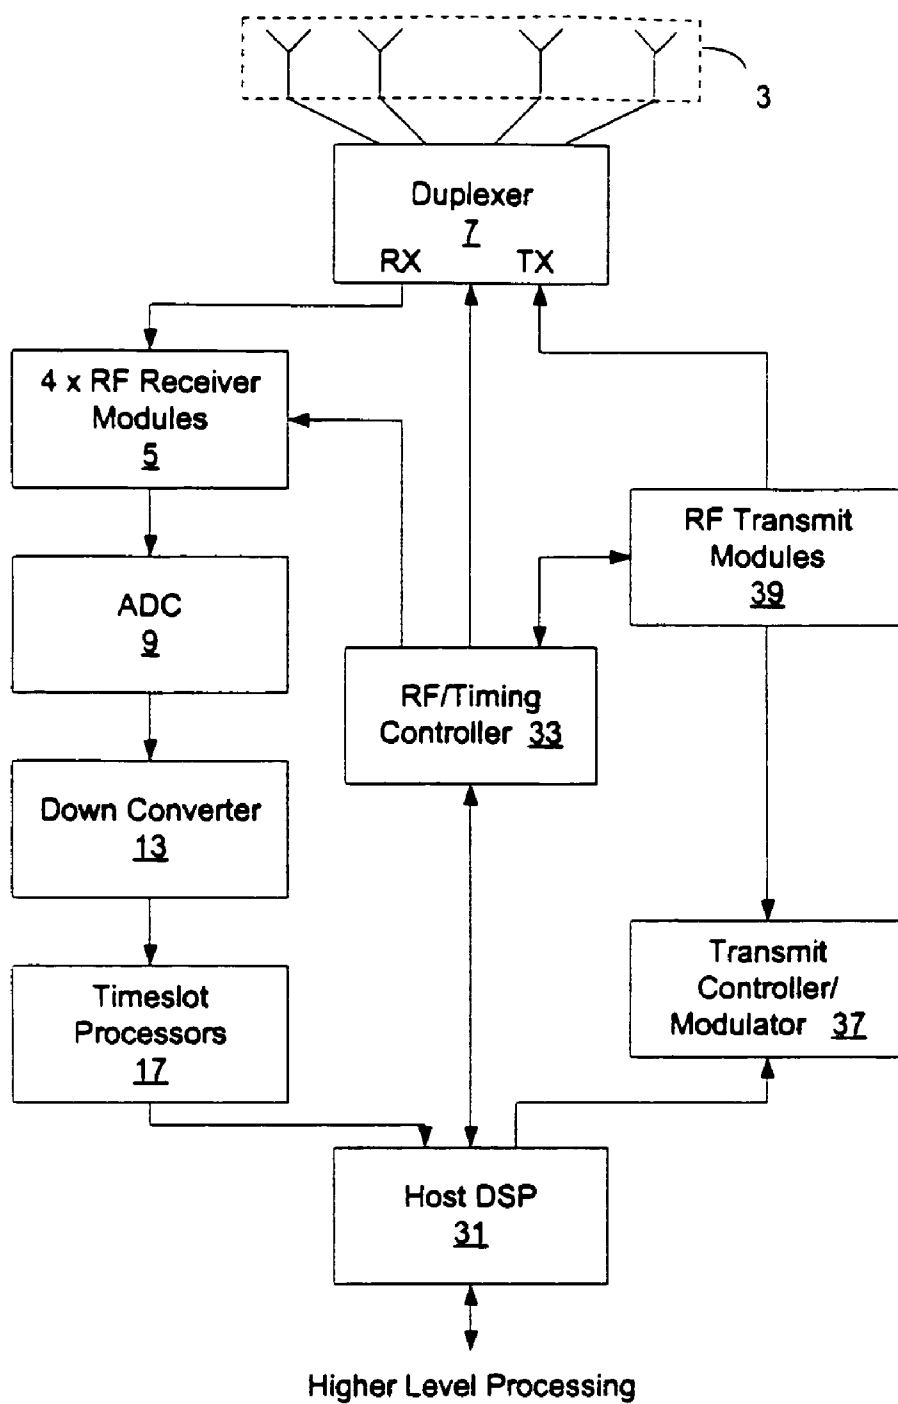 3
Duplexer
7
RX TX
4 x RF Receiver
Modules
5
RF Transmit
Modules
39
ADC
9
RF/Timing
Controller 33
Down Converter
13
Transmit
Controller/
Modulator 37
Timeslot
Processors
17
Host DSP
31
Higher Level Processing